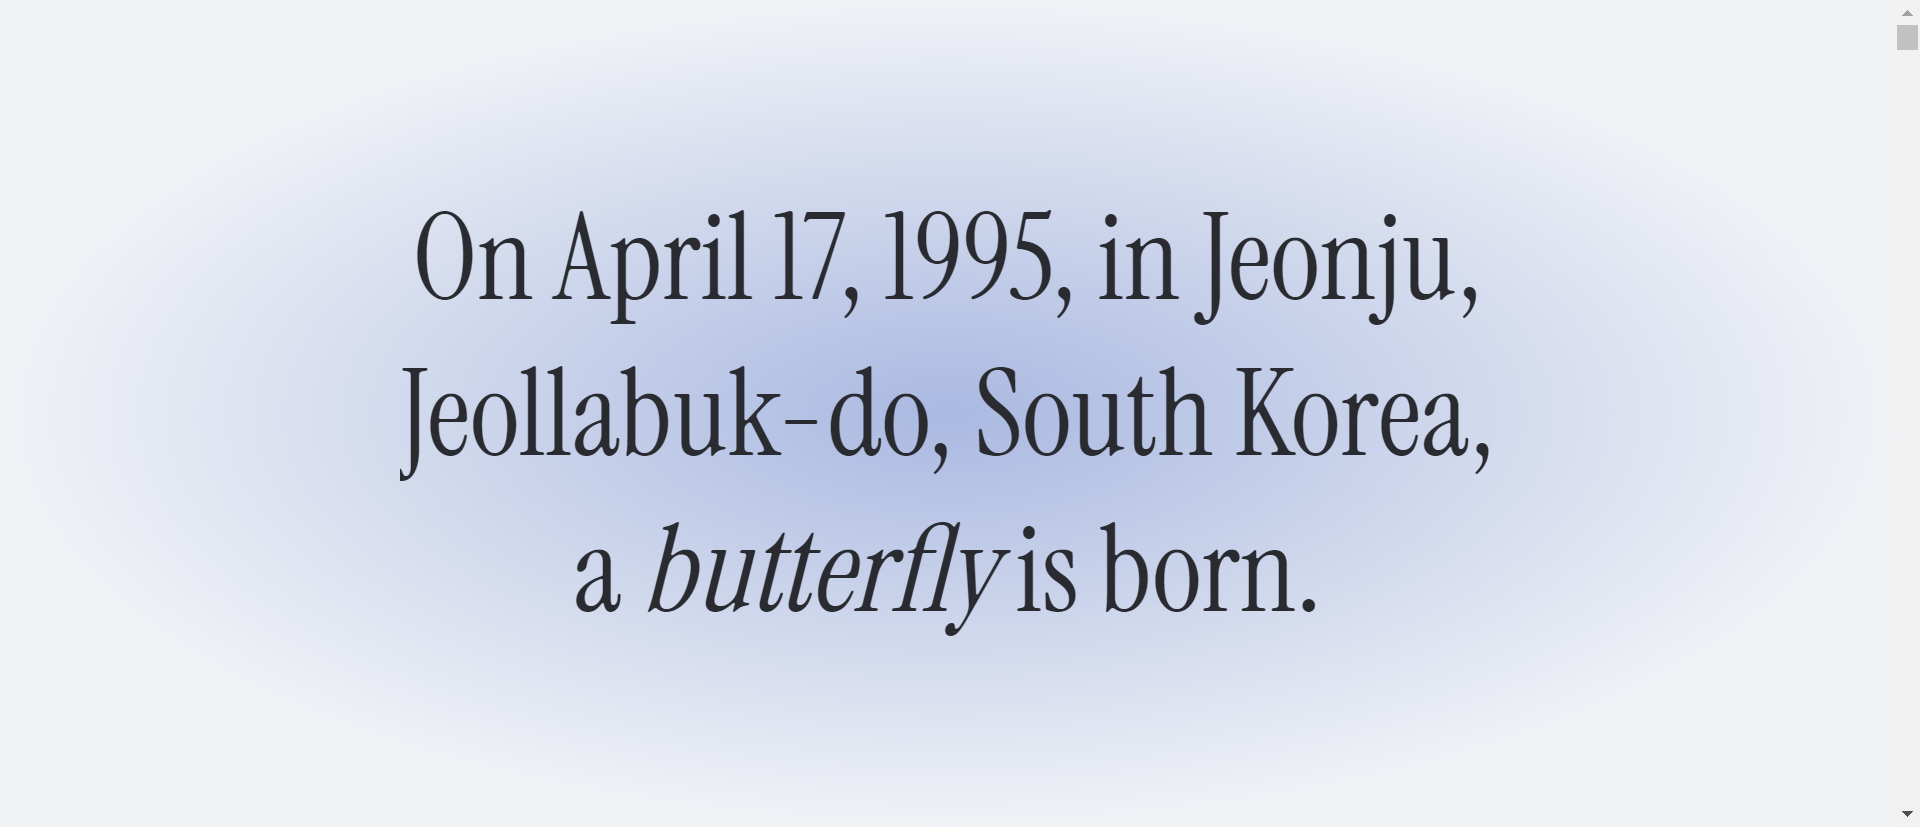 On April 17, 1995, in Jeonju,
Jeollabuk-do, South Korea,
a butterfly is born.